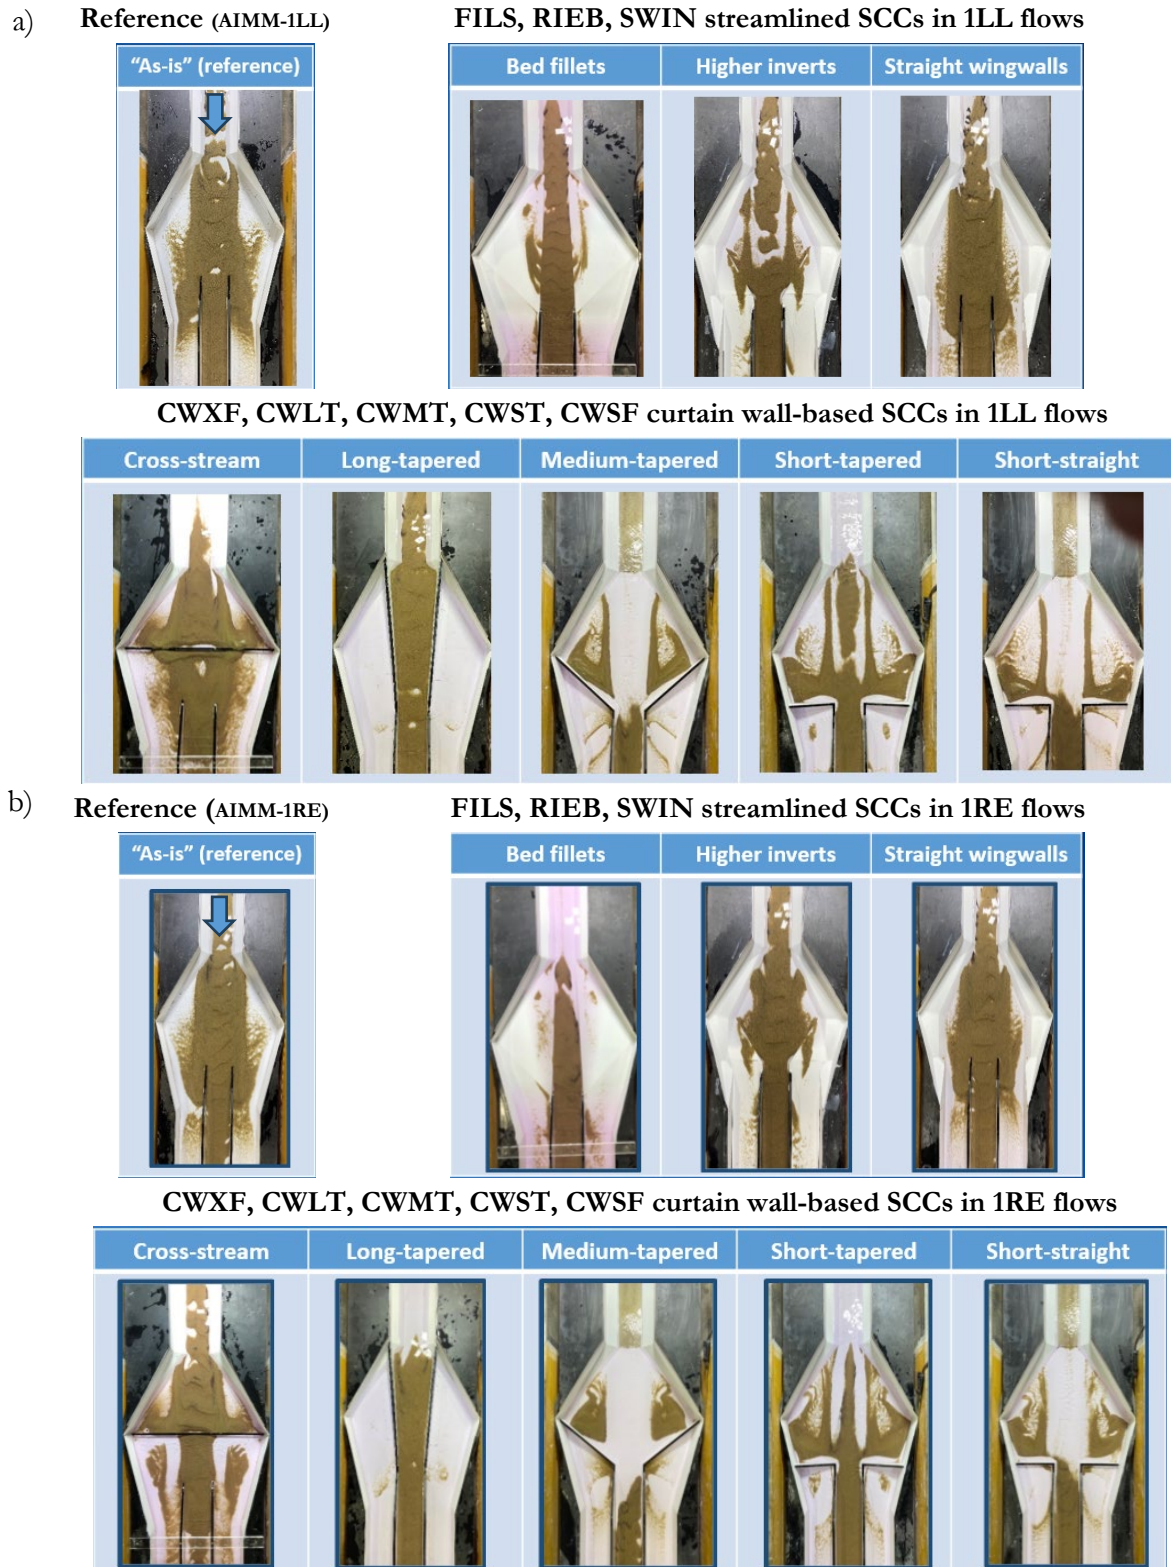 a)
Reference (AIMM-1LL)
FILS, RIEB, SWIN streamlined SCCs in 1LL flows
“As-is” (reference)
Bed fillets
Higher inverts
Straight wingwalls
CWXF, CWLT, CWMT, CWST, CWSF curtain wall-based SCCs in 1LL flows
Cross-stream
Long-tapered
Medium-tapered
Short-tapered
Short-straight
b)
Reference (AIMM-1RE)
FILS, RIEB, SWIN streamlined SCCs in 1RE flows
“As-is” (reference)
Bed fillets
Higher inverts
Straight wingwalls
CWXF, CWLT, CWMT, CWST, CWSF curtain wall-based SCCs in 1RE flows
Cross-stream
Long-tapered
Medium-tapered
Short-tapered
Short-straight